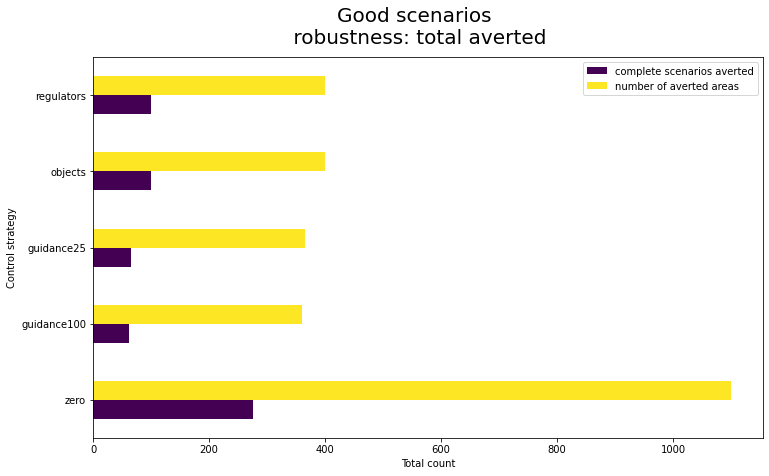 Good scenarios
robustness: total averted
complete scenarios averted
number of averted areas
Control strategy
regulators
objects
guidance25
guidance100
zero
0 200 400 600 800 1000
Total count